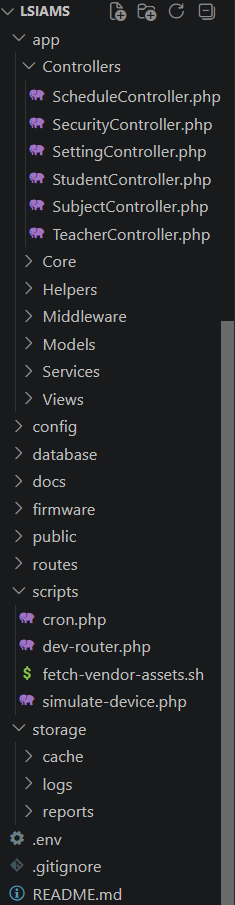 LSIAMS
app
Controllers
ScheduleController.php
SecurityController.php
SettingController.php
StudentController.php
SubjectController.php
TeacherController.php
Core
Helpers
Middleware
Models
Services
Views
config
database
docs
firmware
public
routes
scripts
cron.php
dev-router.php
$ fetch-vendor-assets.sh
simulate-device.php
storage
cache
logs
reports
.env
.gitignore
README.md